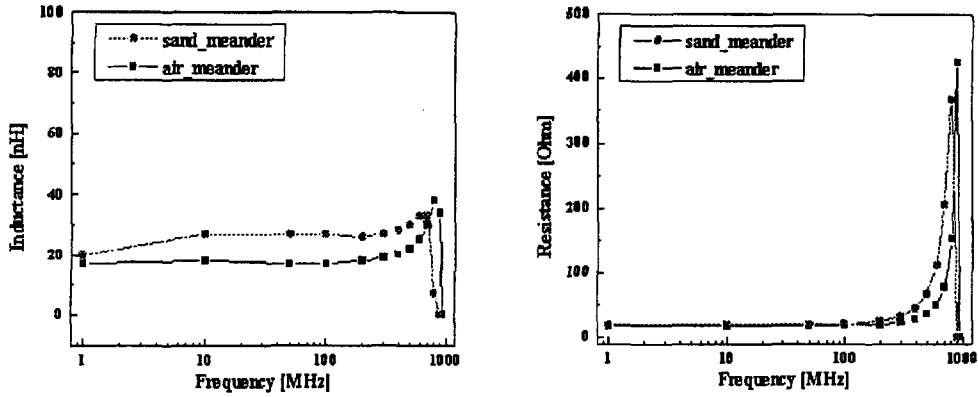 100
80
60
40
20
0
Inductance [nH]
sand_meander
air_meander
1
10
100
1000
Frequency [MHz]
500
400
300
200
100
0
Resistance [Ohm]
sand_meander
air_meander
1
10
100
1000
Frequency [MHz]